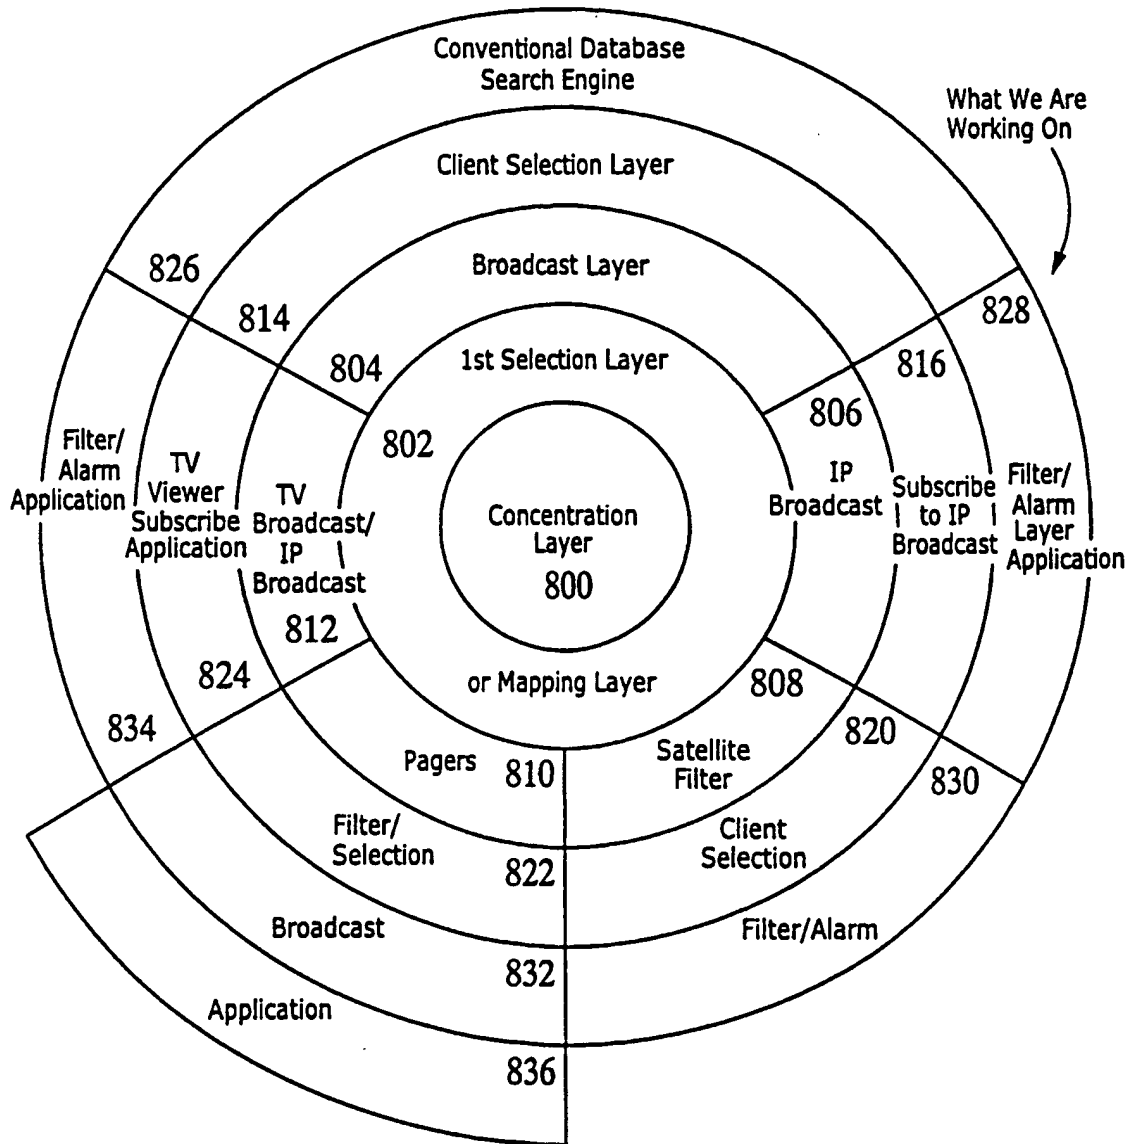 Conventional Database
Search Engine
What We Are
Working On
Client Selection Layer
Broadcast Layer
826
828
814
816
804
1st Selection Layer
806
802
Filter/
Alarm
Application
TV
Viewer
Subscribe
Application
TV
Broadcast/
IP
Broadcast
Concentration
Layer
800
IP
Broadcast
Subscribe
to IP
Broadcast
Filter/
Alarm
Layer
Application
812
824
834
or Mapping Layer
808
820
830
Pagers
810
Satellite
Filter
Filter/
Selection
822
Client
Selection
Broadcast
832
Filter/Alarm
Application
836